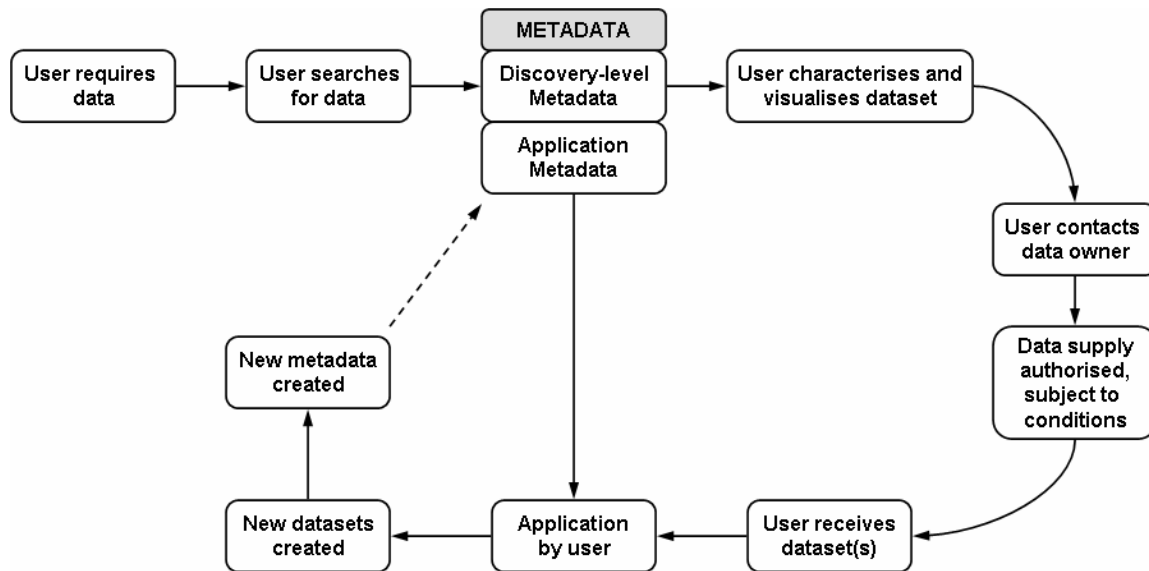 METADATA
User requires
data
User searches
for data
Discovery-level
Metadata
User characterises and
visualises dataset
Application
Metadata
User contacts
data owner
Data supply
authorised,
subject to
conditions
New metadata
created
New datasets
created
Application
by user
User receives
dataset(s)